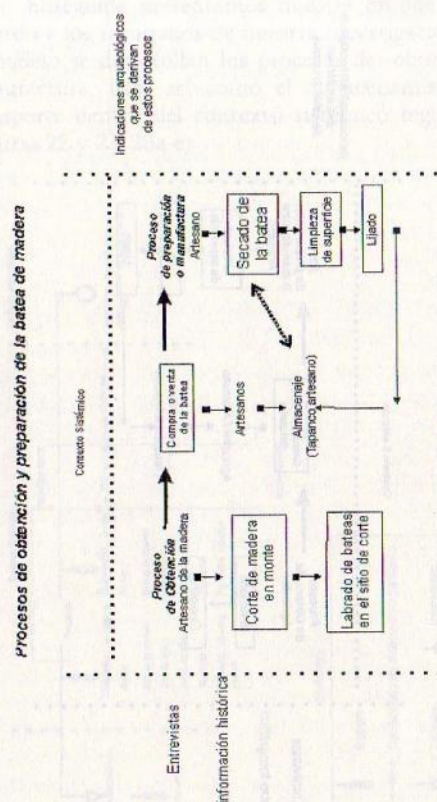 Procesos de obtención y preparación de la batea de madera
Contexto Sistémico
Entrevistas
información histórica
Proceso
de Obtención
Artesano de la madera
Corte de madera
en monte
Labrado de bateas
en el sitio de corte
Compra o venta
de la batea
Artesanos
Almacenaje
(Tapanco artesano)
Proceso
de preparación
o manufactura
Artesano
Secado de
la batea
Limpieza
de superficie
Lijado
Indicadores arqueológicos
que se derivan
de estos procesos